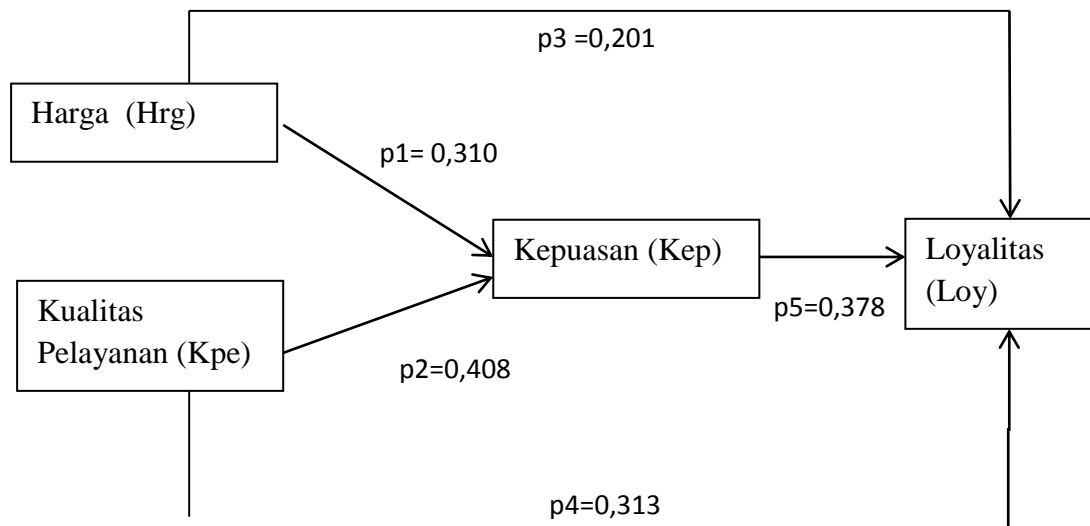 p3 =0,201
Harga  (Hrg)
p1= 0,310
Kepuasan (Kep)
Loyalitas
(Loy)
p5=0,378
Kualitas
Pelayanan (Kpe)
p2=0,408
p4=0,313